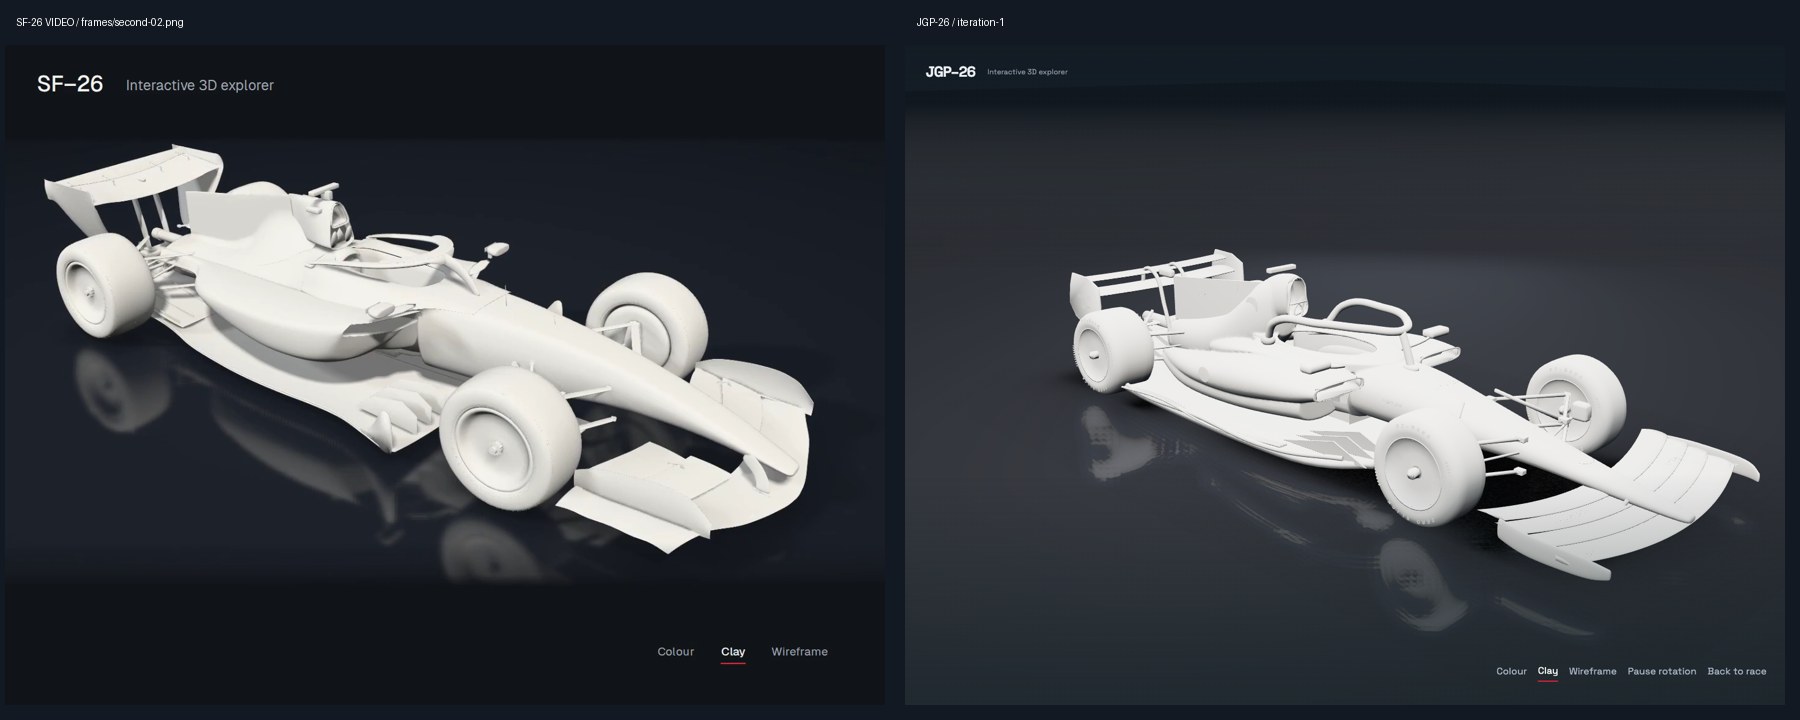 SF-26 VIDEO / frames/second-02.png
JGP-26 / iteration-1
SF–26 Interactive 3D explorer
JGP–26 Interactive 3D explorer
Colour Clay Wireframe
Colour Clay Wireframe Pause rotation Back to race